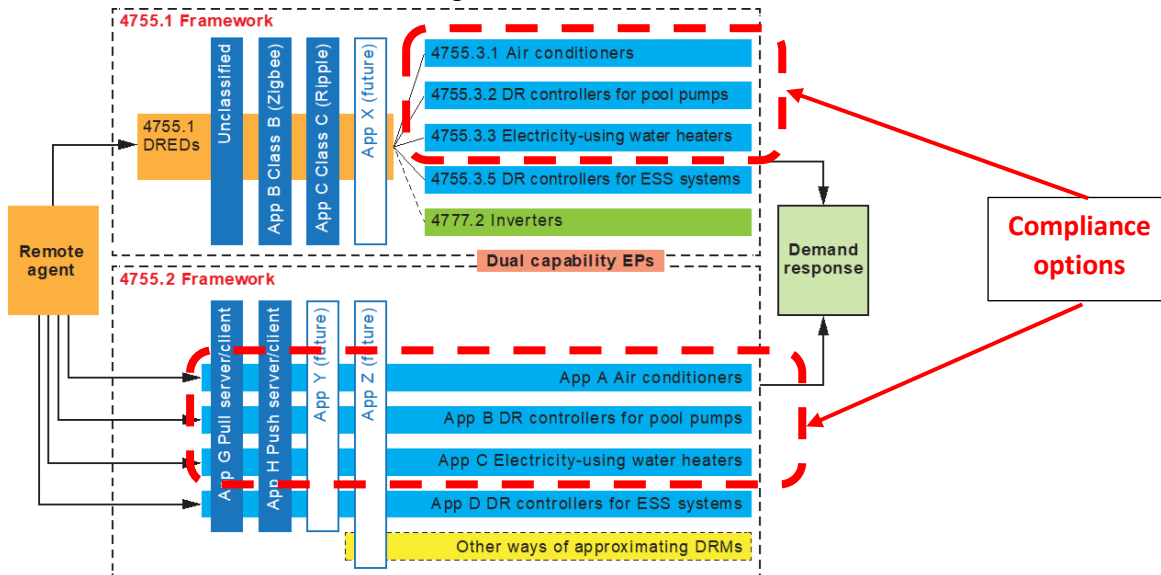 4755.1 Framework
Unclassified
App B Class B (Zigbee)
App C Class C (Ripple)
App X (future)
4755.1
DREDs
4755.3.1 Air conditioners
4755.3.2 DR controllers for pool pumps
4755.3.3 Electricity-using water heaters
4755.3.5 DR controllers for ESS systems
4777.2 Inverters
Remote
agent
Dual capability EPs
Demand
response
Compliance
options
4755.2 Framework
App G Pull server/client
App H Push server/client
App Y (future)
App Z (future)
App A Air conditioners
App B DR controllers for pool pumps
App C Electricity-using water heaters
App D DR controllers for ESS systems
Other ways of approximating DRMs